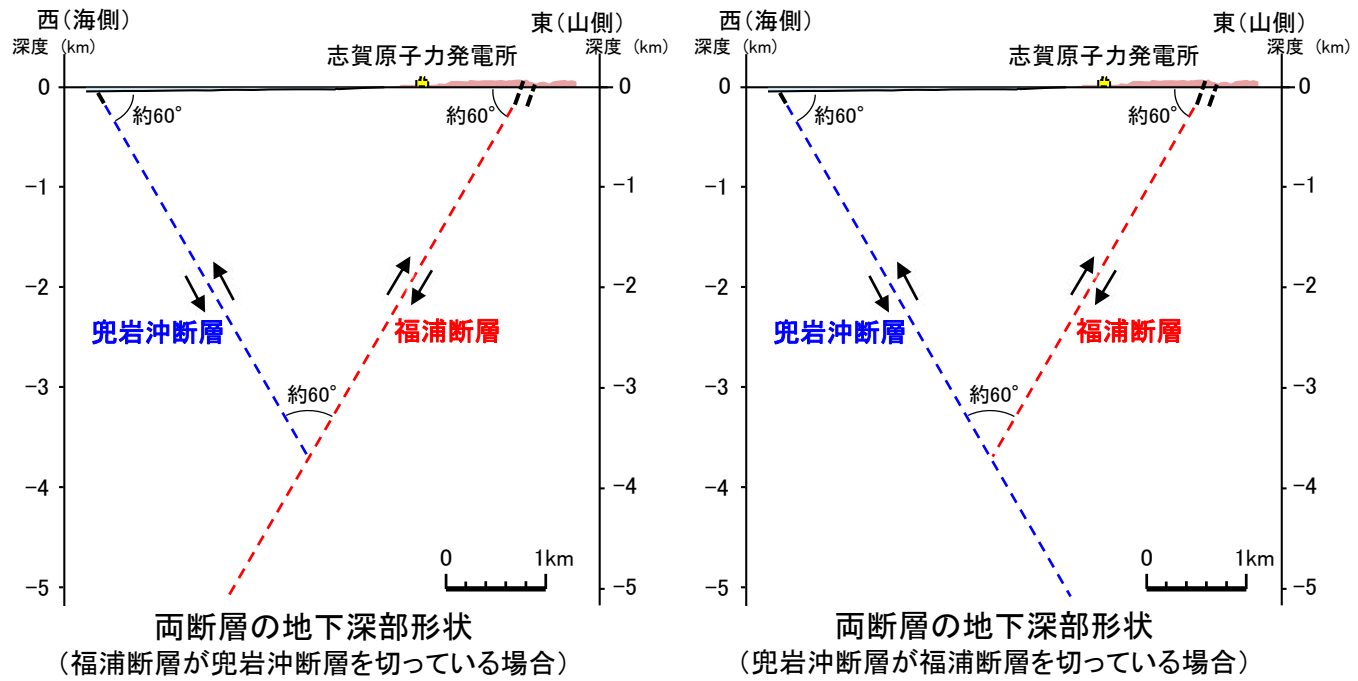 西(海側)
深度 (km)
東(山側)
深度 (km)
志賀原子力発電所
0
−1
−2
−3
−4
−5
0
−1
−2
−3
−4
−5
約60°
約60°
兜岩沖断層
福浦断層
約60°
0 1km
両断層の地下深部形状
(福浦断層が兜岩沖断層を切っている場合)
西(海側)
深度 (km)
東(山側)
深度 (km)
志賀原子力発電所
0
−1
−2
−3
−4
−5
0
−1
−2
−3
−4
−5
約60°
約60°
兜岩沖断層
福浦断層
約60°
0 1km
両断層の地下深部形状
(兜岩沖断層が福浦断層を切っている場合)